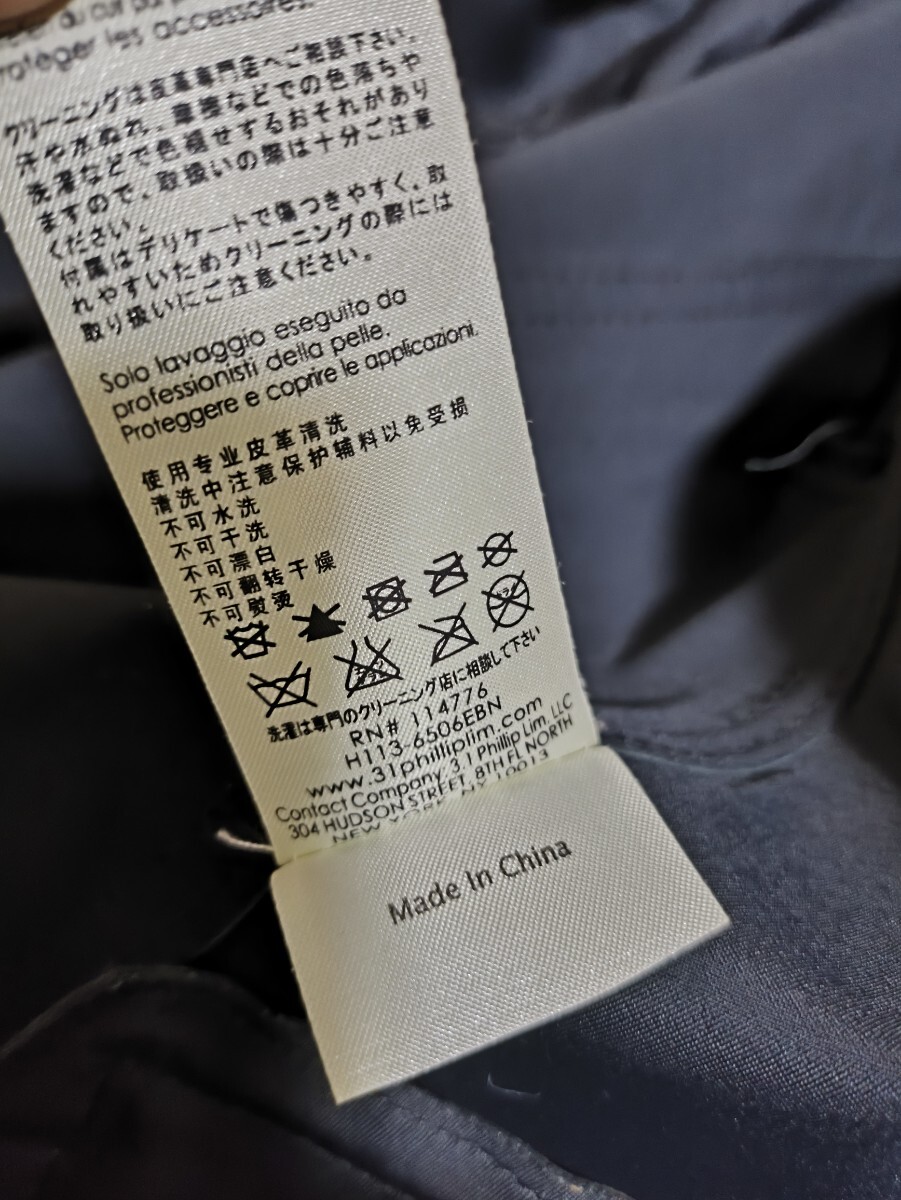 au cuir
protéger les accessoires.
クリーニングは皮革専門店へご相談下さい。
汗や水ぬれ、摩擦などでの色落ちや
洗濯などで色褪せするおそれがあり
ますので、取扱いの際は十分ご注意
ください。
付属はデリケートで傷つきやすく、取
れやすいためクリーニングの際には
取り扱いにご注意ください。
Solo lavaggio eseguito da
professionisti della pelle.
Proteggere e coprire le applicazioni.
使用专业皮革清洗
清洗中注意保护辅料以免受损
不可水洗
不可干洗
不可漂白
不可翻转干燥
不可熨烫
洗濯は専門のクリーニング店に相談して下さい
RN# 114776
H113-6506EBN
www.31philliplim.com
Contact Company 3.1 Phillip Lim, LLC
304 HUDSON STREET, 8TH FL NORTH
NEW YORK, NY 10013
Made In China